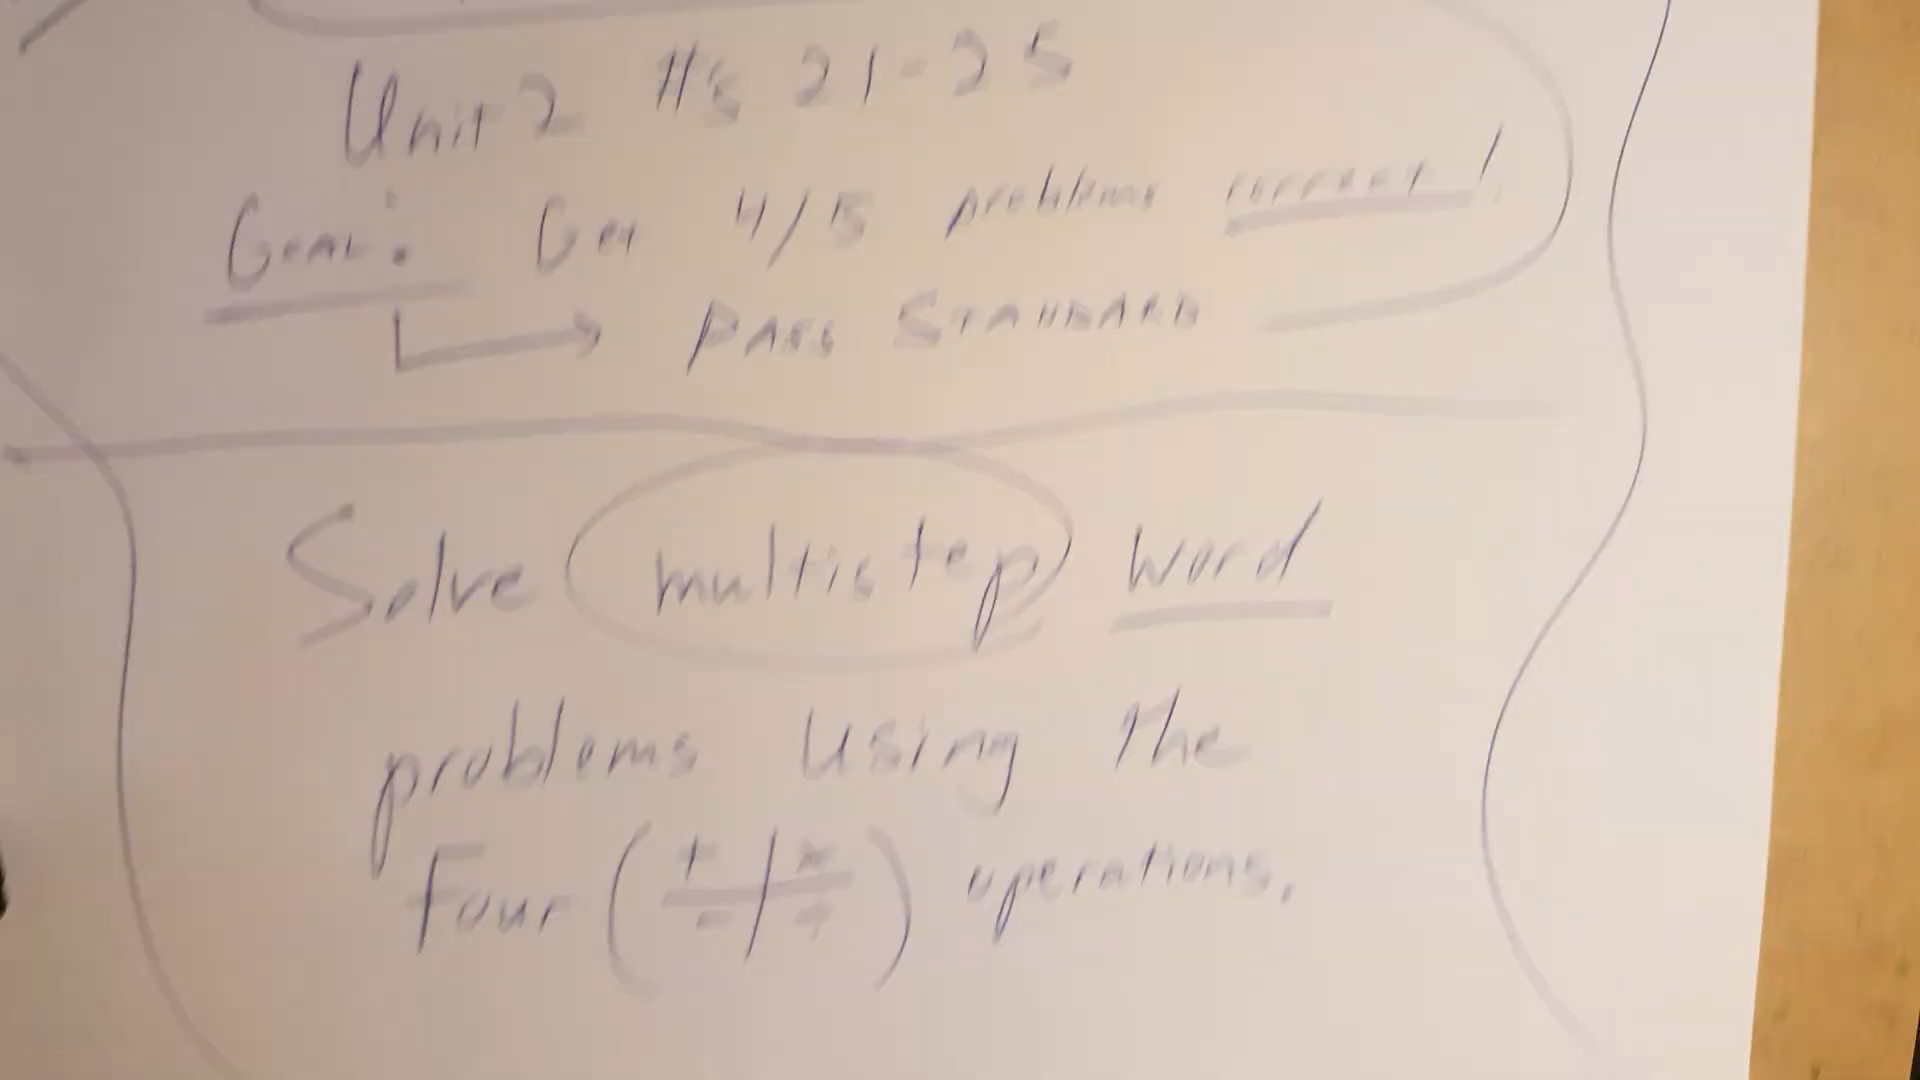 Unit 2 #'s 21-25
Goal: Get 4/5 problems correct!
PASS STANDARD
Solve multistep word
problems using the
Four (+ - / × ÷) operations.